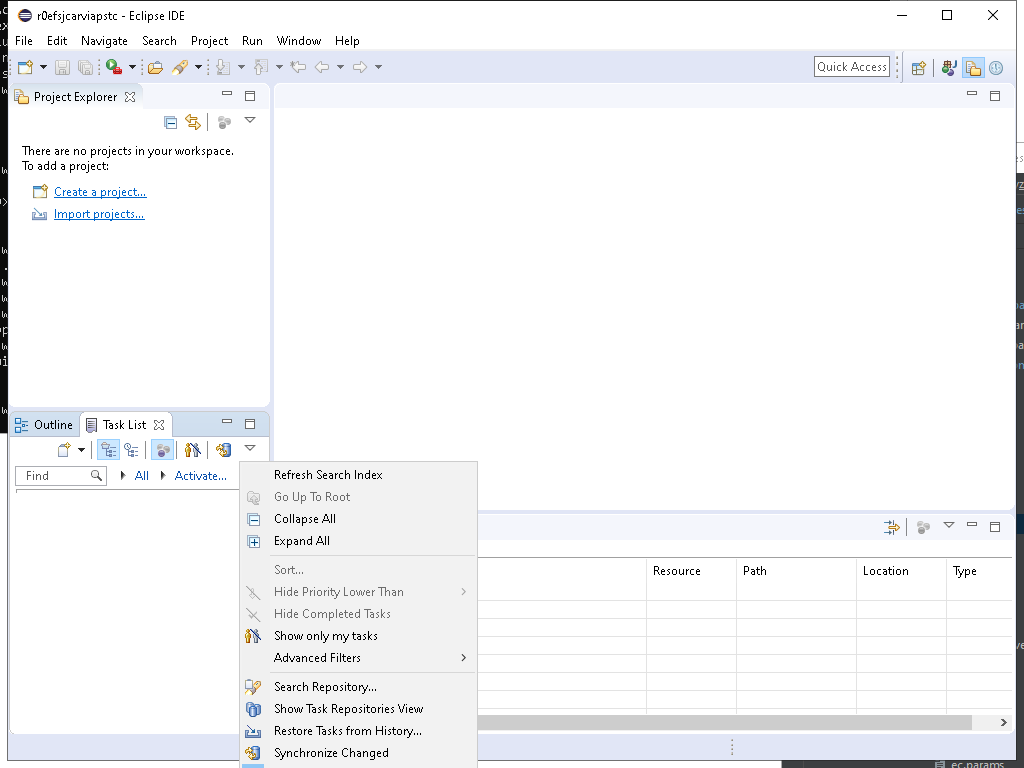 r0efsjcarviapstc - Eclipse IDE
File Edit Navigate Search Project Run Window Help
Quick Access
Project Explorer
There are no projects in your workspace.
To add a project:
Create a project...
Import projects...
Outline Task List
Find All Activate...
Refresh Search Index
Go Up To Root
Collapse All
Expand All
Sort...
Hide Priority Lower Than
Hide Completed Tasks
Show only my tasks
Advanced Filters
Search Repository...
Show Task Repositories View
Restore Tasks from History...
Synchronize Changed
Resource Path Location Type
ec.params